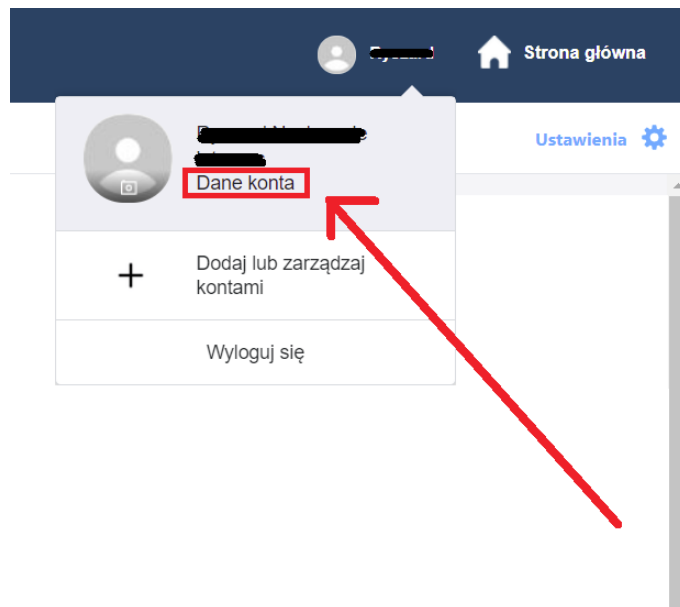 Strona główna
Ustawienia
Dane konta
Dodaj lub zarządzaj
kontami
Wyloguj się